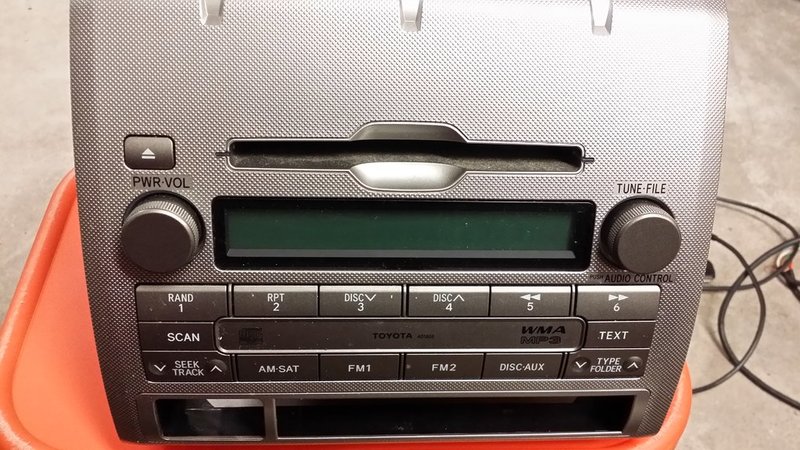 PWR·VOL
TUNE·FILE
PUSH AUDIO CONTROL
RAND 1
RPT 2
DISC 3
DISC 4
5
6
SCAN
TOYOTA
WMA
MP3
TEXT
SEEK
TRACK
AM·SAT
FM1
FM2
DISC·AUX
TYPE
FOLDER